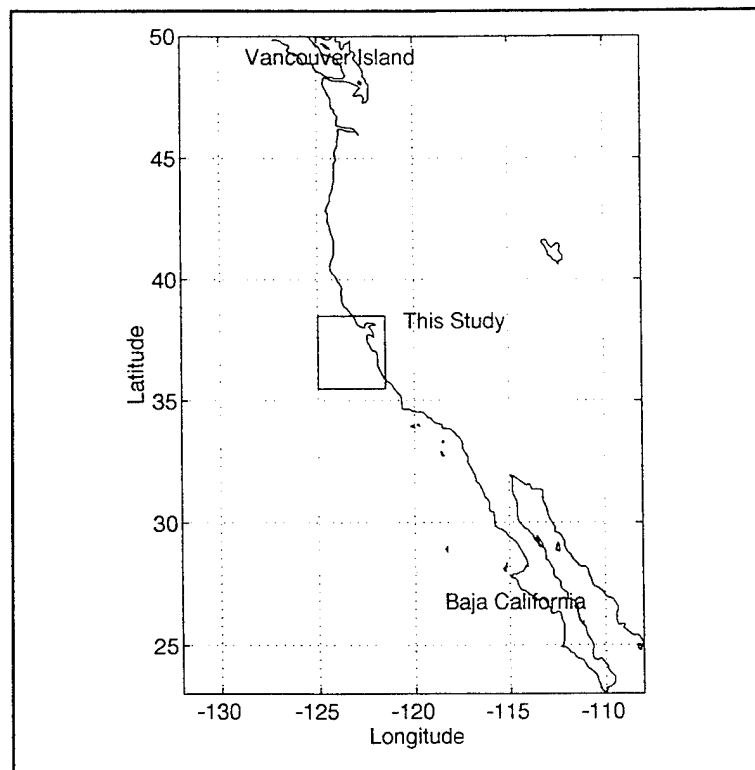 50
Vancouver Island
45
40
This Study
Latitude
35
30
Baja California
25
-130 -125 -120 -115 -110
Longitude